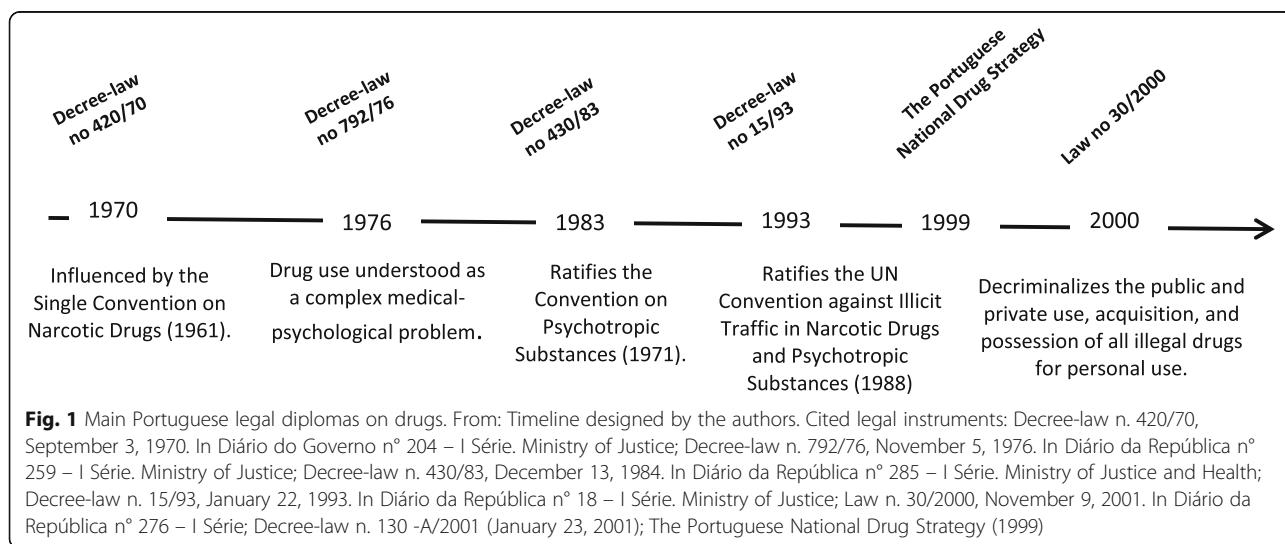 Decree-law
no 420/70
Decree-law
no 792/76
Decree-law
no 430/83
Decree-law
no 15/93
The Portuguese
National Drug Strategy
Law no 30/2000
1970
1976
1983
1993
1999
2000
Influenced by the
Single Convention on
Narcotic Drugs (1961).
Drug use understood as
a complex medical-
psychological problem.
Ratifies the
Convention on
Psychotropic
Substances (1971).
Ratifies the UN
Convention against Illicit
Traffic in Narcotic Drugs
and Psychotropic
Substances (1988)
Decriminalizes the public and
private use, acquisition, and
possession of all illegal drugs
for personal use.
Fig. 1 Main Portuguese legal diplomas on drugs. From: Timeline designed by the authors. Cited legal instruments: Decree-law n. 420/70,
September 3, 1970. In Diário do Governo n° 204 – I Série. Ministry of Justice; Decree-law n. 792/76, November 5, 1976. In Diário da República n°
259 – I Série. Ministry of Justice; Decree-law n. 430/83, December 13, 1984. In Diário da República n° 285 – I Série. Ministry of Justice and Health;
Decree-law n. 15/93, January 22, 1993. In Diário da República n° 18 – I Série. Ministry of Justice; Law n. 30/2000, November 9, 2001. In Diário da
República n° 276 – I Série; Decree-law n. 130 -A/2001 (January 23, 2001); The Portuguese National Drug Strategy (1999)